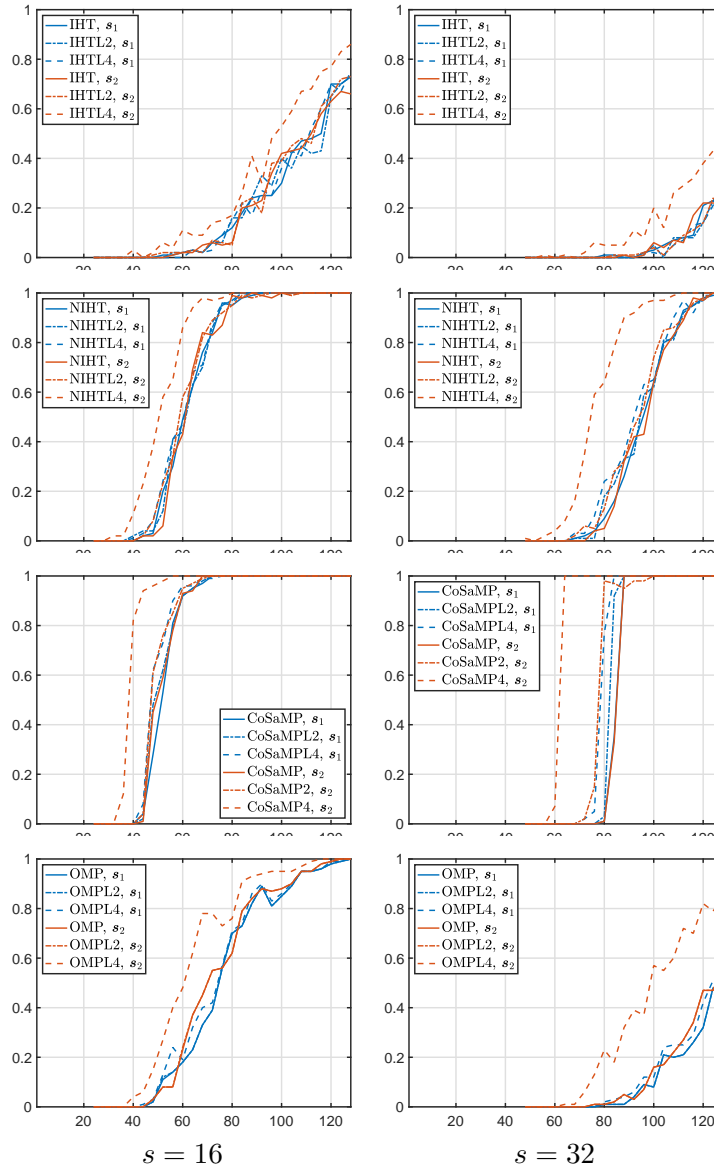 1
0.8
0.6
0.4
0.2
0
IHT, s₁
IHTL2, s₁
IHTL4, s₁
IHT, s₂
IHTL2, s₂
IHTL4, s₂
20 40 60 80 100 120
1
0.8
0.6
0.4
0.2
0
IHT, s₁
IHTL2, s₁
IHTL4, s₁
IHT, s₂
IHTL2, s₂
IHTL4, s₂
20 40 60 80 100 120
1
0.8
0.6
0.4
0.2
0
NIHT, s₁
NIHTL2, s₁
NIHTL4, s₁
NIHT, s₂
NIHTL2, s₂
NIHTL4, s₂
20 40 60 80 100 120
1
0.8
0.6
0.4
0.2
0
NIHT, s₁
NIHTL2, s₁
NIHTL4, s₁
NIHT, s₂
NIHTL2, s₂
NIHTL4, s₂
20 40 60 80 100 120
1
0.8
0.6
0.4
0.2
0
CoSaMP, s₁
CoSaMPL2, s₁
CoSaMPL4, s₁
CoSaMP, s₂
CoSaMP2, s₂
CoSaMP4, s₂
20 40 60 80 100 120
1
0.8
0.6
0.4
0.2
0
CoSaMP, s₁
CoSaMPL2, s₁
CoSaMPL4, s₁
CoSaMP, s₂
CoSaMP2, s₂
CoSaMP4, s₂
20 40 60 80 100 120
1
0.8
0.6
0.4
0.2
0
OMP, s₁
OMPL2, s₁
OMPL4, s₁
OMP, s₂
OMPL2, s₂
OMPL4, s₂
20 40 60 80 100 120
1
0.8
0.6
0.4
0.2
0
OMP, s₁
OMPL2, s₁
OMPL4, s₁
OMP, s₂
OMPL2, s₂
OMPL4, s₂
20 40 60 80 100 120
s = 16
s = 32